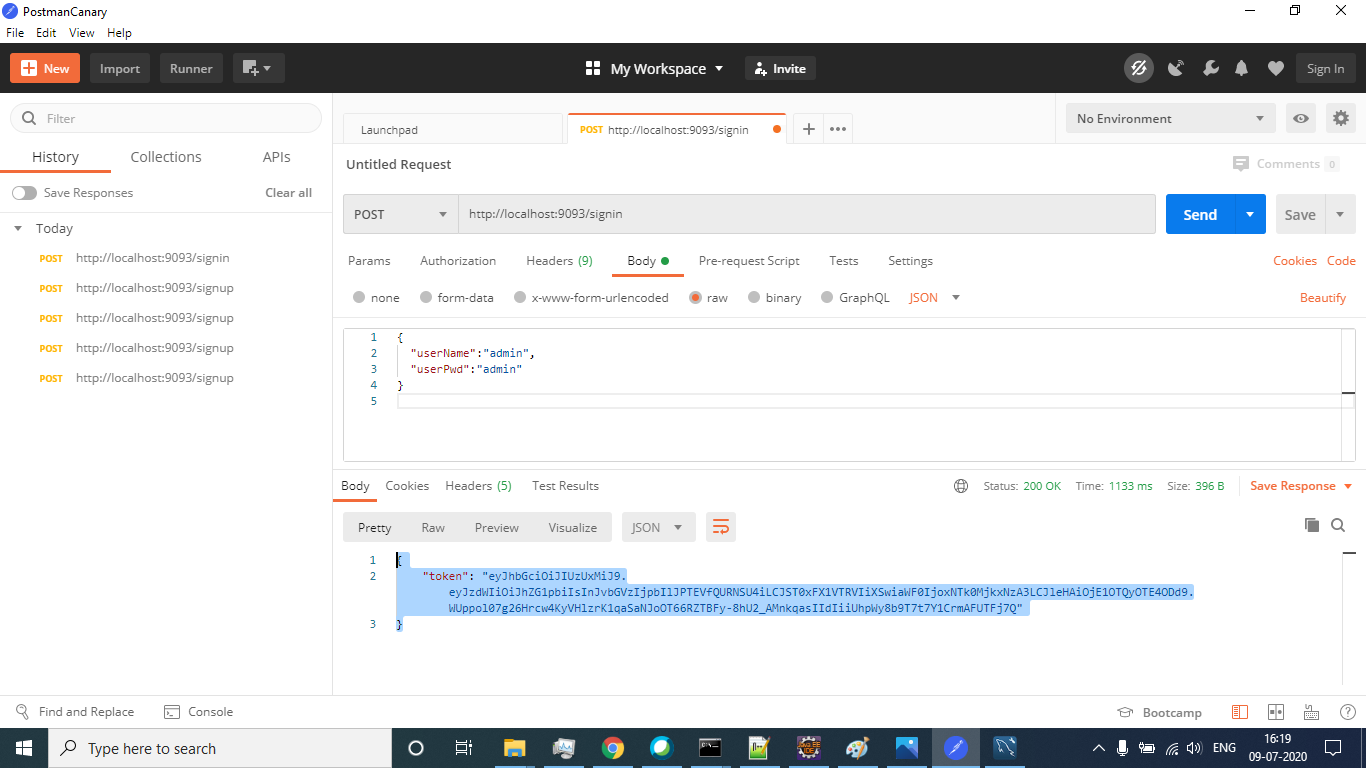 PostmanCanary
File Edit View Help
New Import Runner My Workspace Invite Sign In
Filter
History Collections APIs
Save Responses Clear all
Today
POST http://localhost:9093/signin
POST http://localhost:9093/signup
POST http://localhost:9093/signup
POST http://localhost:9093/signup
POST http://localhost:9093/signup
Launchpad POST http://localhost:9093/signin No Environment
Untitled Request Comments 0
POST http://localhost:9093/signin Send Save
Params Authorization Headers (9) Body Pre-request Script Tests Settings Cookies Code
none form-data x-www-form-urlencoded raw binary GraphQL JSON Beautify
1 {
2 "userName":"admin",
3 "userPwd":"admin"
4 }
5
Body Cookies Headers (5) Test Results Status: 200 OK Time: 1133 ms Size: 396 B Save Response
Pretty Raw Preview Visualize JSON
1 {
2 "token": "eyJhbGciOiJIUzUxMiJ9.
eyJzdWIiOiJhZG1pbiIsInJvbGVzIjpbIlJPTEVfQURNSU4iLCJST0xFX1VTRVIiXSwiaWF0IjoxNTk0MjkxNzA3LCJleHAiOjE1OTQyOTE4ODd9.
WUppol07g26Hrcw4KyVHlzrK1qaSaNJoOT66RZTBFy-8hU2_AMnkqasIIdIiiUhpWy8b9T7t7Y1CrmAFUTFj7Q"
3 }
Find and Replace Console Bootcamp
Type here to search ENG 16:19
09-07-2020